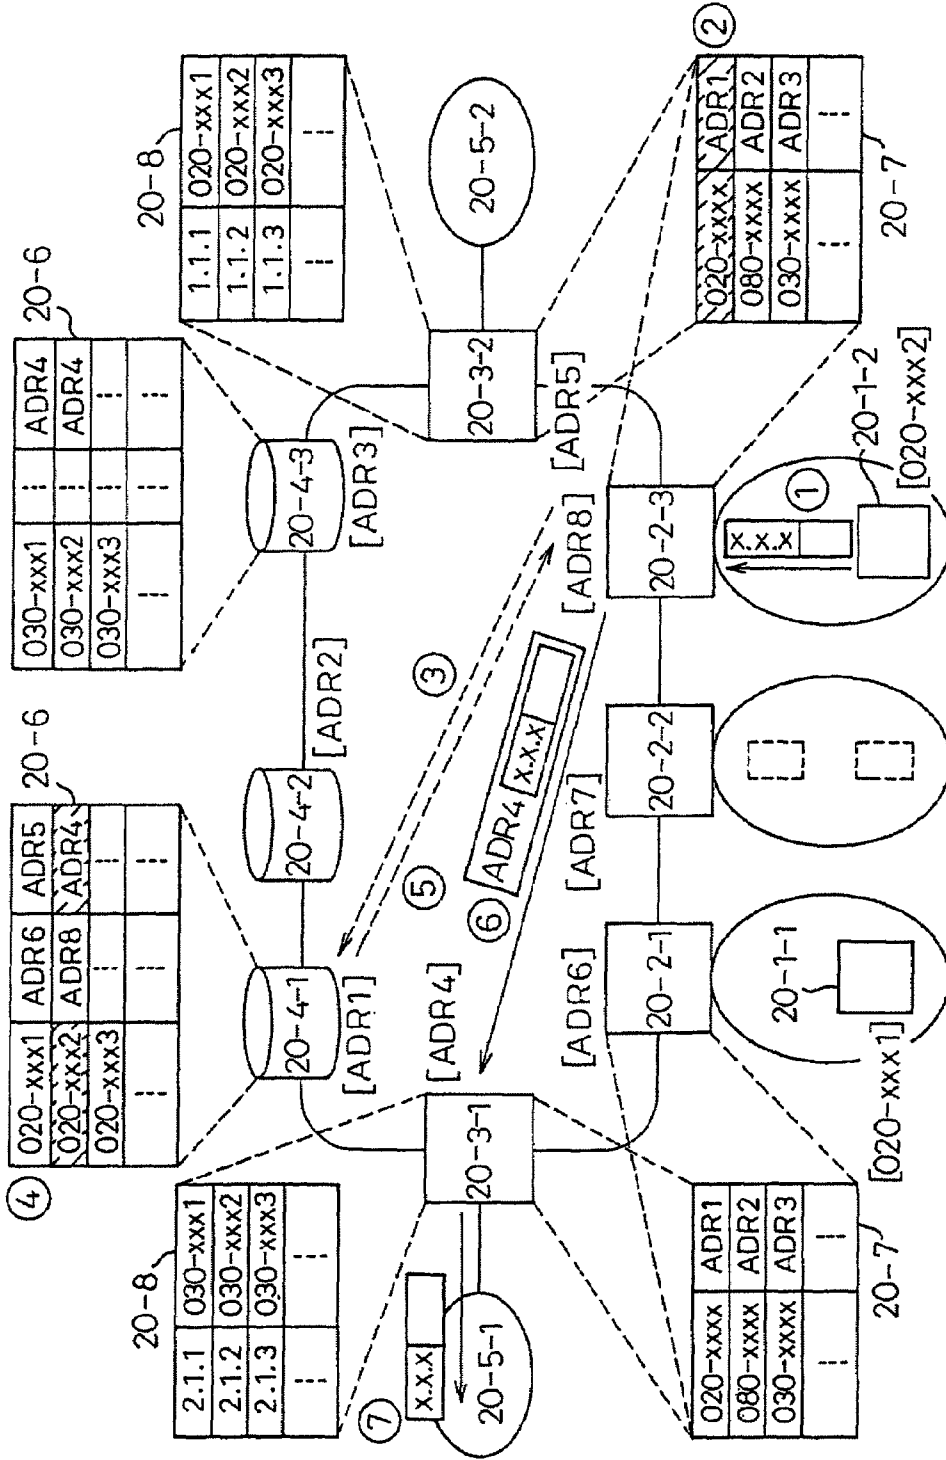 ④
020-xxx1 ADR6 ADR5
020-xxx2 ADR8 ADR4
020-xxx3 ⋮ ⋮
⋮ ⋮ ⋮
20-6
030-xxx1 ⋮ ADR4
030-xxx2 ⋮ ADR4
030-xxx3 ⋮ ⋮
⋮ ⋮ ⋮
20-6
20-8
2.1.1 030-xxx1
2.1.2 030-xxx2
2.1.3 030-xxx3
⋮ ⋮
20-8
1.1.1 020-xxx1
1.1.2 020-xxx2
1.1.3 020-xxx3
⋮ ⋮
20-4-1
[ADR1]
20-4-2
[ADR2]
20-4-3
[ADR3]
⑦
x.x.x
20-5-1
20-3-1
[ADR4]
⑤
③
⑥
ADR4 x.x.x
20-3-2
[ADR5]
20-5-2
[ADR6]
20-2-1
[ADR7]
20-2-2
[ADR8]
20-2-3
020-xxxx ADR1
080-xxxx ADR2
030-xxxx ADR3
⋮ ⋮
20-7
②
020-xxxx ADR1
080-xxxx ADR2
030-xxxx ADR3
⋮ ⋮
20-7
20-1-1
[020-xxx1]
x.x.x
①
20-1-2
[020-xxx2]